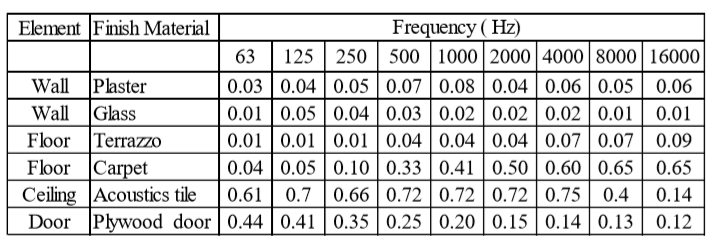 Element Finish Material Frequency ( Hz)
63 125 250 500 1000 2000 4000 8000 16000
Wall Plaster 0.03 0.04 0.05 0.07 0.08 0.04 0.06 0.05 0.06
Wall Glass 0.01 0.05 0.04 0.03 0.02 0.02 0.02 0.01 0.01
Floor Terrazzo 0.01 0.01 0.01 0.04 0.04 0.04 0.07 0.07 0.09
Floor Carpet 0.04 0.05 0.10 0.33 0.41 0.50 0.60 0.65 0.65
Ceiling Acoustics tile 0.61 0.7 0.66 0.72 0.72 0.72 0.75 0.4 0.14
Door Plywood door 0.44 0.41 0.35 0.25 0.20 0.15 0.14 0.13 0.12